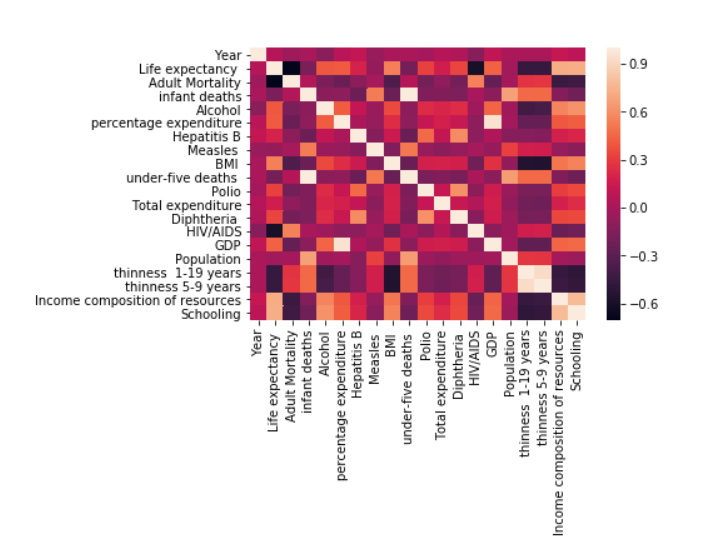 Year
Life expectancy
Adult Mortality
infant deaths
Alcohol
percentage expenditure
Hepatitis B
Measles
BMI
under-five deaths
Polio
Total expenditure
Diphtheria
HIV/AIDS
GDP
Population
thinness 1-19 years
thinness 5-9 years
Income composition of resources
Schooling
Year
Life expectancy
Adult Mortality
infant deaths
Alcohol
percentage expenditure
Hepatitis B
Measles
BMI
under-five deaths
Polio
Total expenditure
Diphtheria
HIV/AIDS
GDP
Population
thinness 1-19 years
thinness 5-9 years
Income composition of resources
Schooling
0.9
0.6
0.3
0.0
−0.3
−0.6